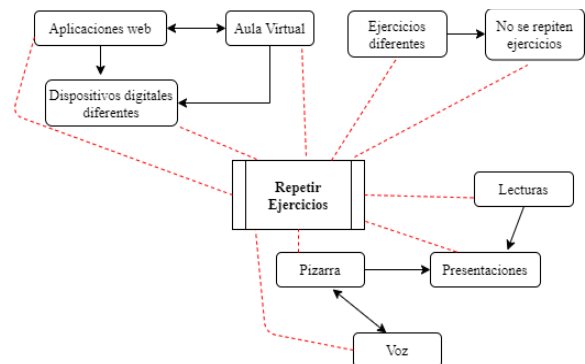 Aplicaciones web
Aula Virtual
Ejercicios
diferentes
No se repiten
ejercicios
Dispositivos digitales
diferentes
Repetir
Ejercicios
Lecturas
Pizarra
Presentaciones
Voz